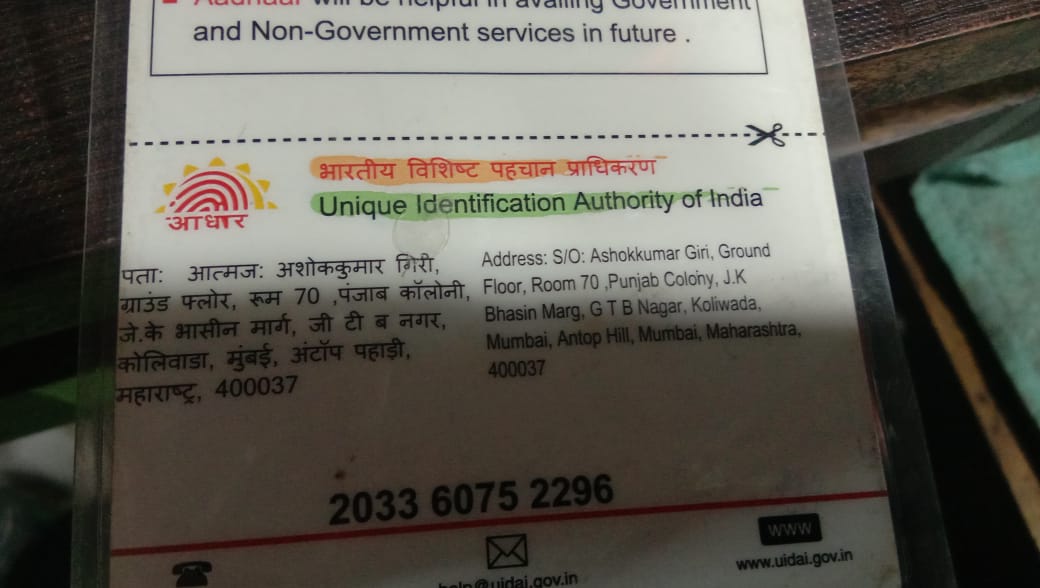 Aadhaar will be helpful in availing Government
and Non-Government services in future .
भारतीय विशिष्ट पहचान प्राधिकरण
Unique Identification Authority of India
आधार
पता: आत्मज: अशोककुमार गिरी,
ग्राउंड फ्लोर, रूम 70 ,पंजाब कॉलोनी,
जे.के भासीन मार्ग, जी टी ब नगर,
कोलिवाडा, मुंबई, अंटॉप पहाड़ी,
महाराष्ट्र, 400037
Address: S/O: Ashokkumar Giri, Ground
Floor, Room 70 ,Punjab Colony, J.K
Bhasin Marg, G T B Nagar, Koliwada,
Mumbai, Antop Hill, Mumbai, Maharashtra,
400037
2033 6075 2296
help@uidai.gov.in
WWW
www.uidai.gov.in